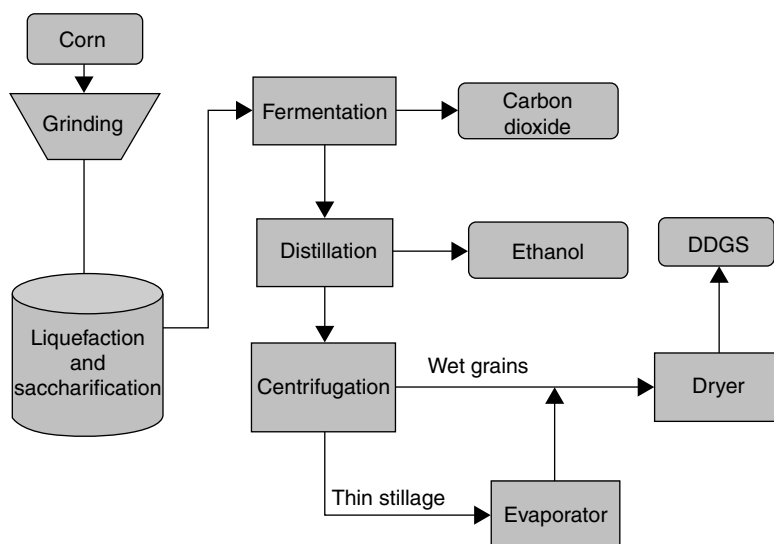 Corn
Grinding
Liquefaction
and
saccharification
Fermentation
Carbon
dioxide
Distillation
Ethanol
DDGS
Centrifugation
Wet grains
Dryer
Thin stillage
Evaporator